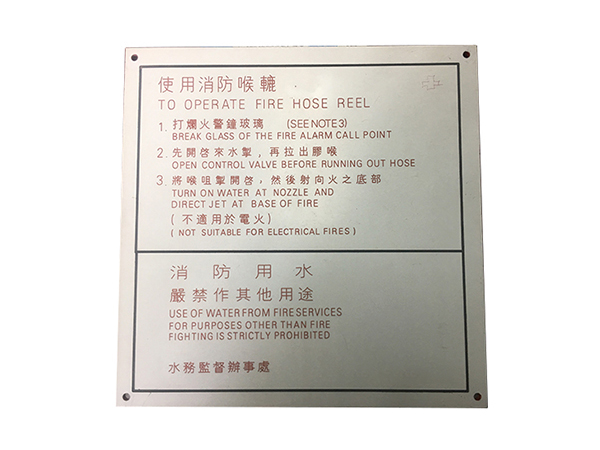 使用消防喉轆
TO OPERATE FIRE HOSE REEL
1. 打爛火警鐘玻璃 (SEE NOTE 3)
BREAK GLASS OF THE FIRE ALARM CALL POINT
2. 先開啓來水掣，再拉出膠喉
OPEN CONTROL VALVE BEFORE RUNNING OUT HOSE
3. 將喉咀掣開啓，然後射向火之底部
TURN ON WATER AT NOZZLE AND
DIRECT JET AT BASE OF FIRE
(不適用於電火)
(NOT SUITABLE FOR ELECTRICAL FIRES)
消防用水
嚴禁作其他用途
USE OF WATER FROM FIRE SERVICES
FOR PURPOSES OTHER THAN FIRE
FIGHTING IS STRICTLY PROHIBITED
水務監督辦事處